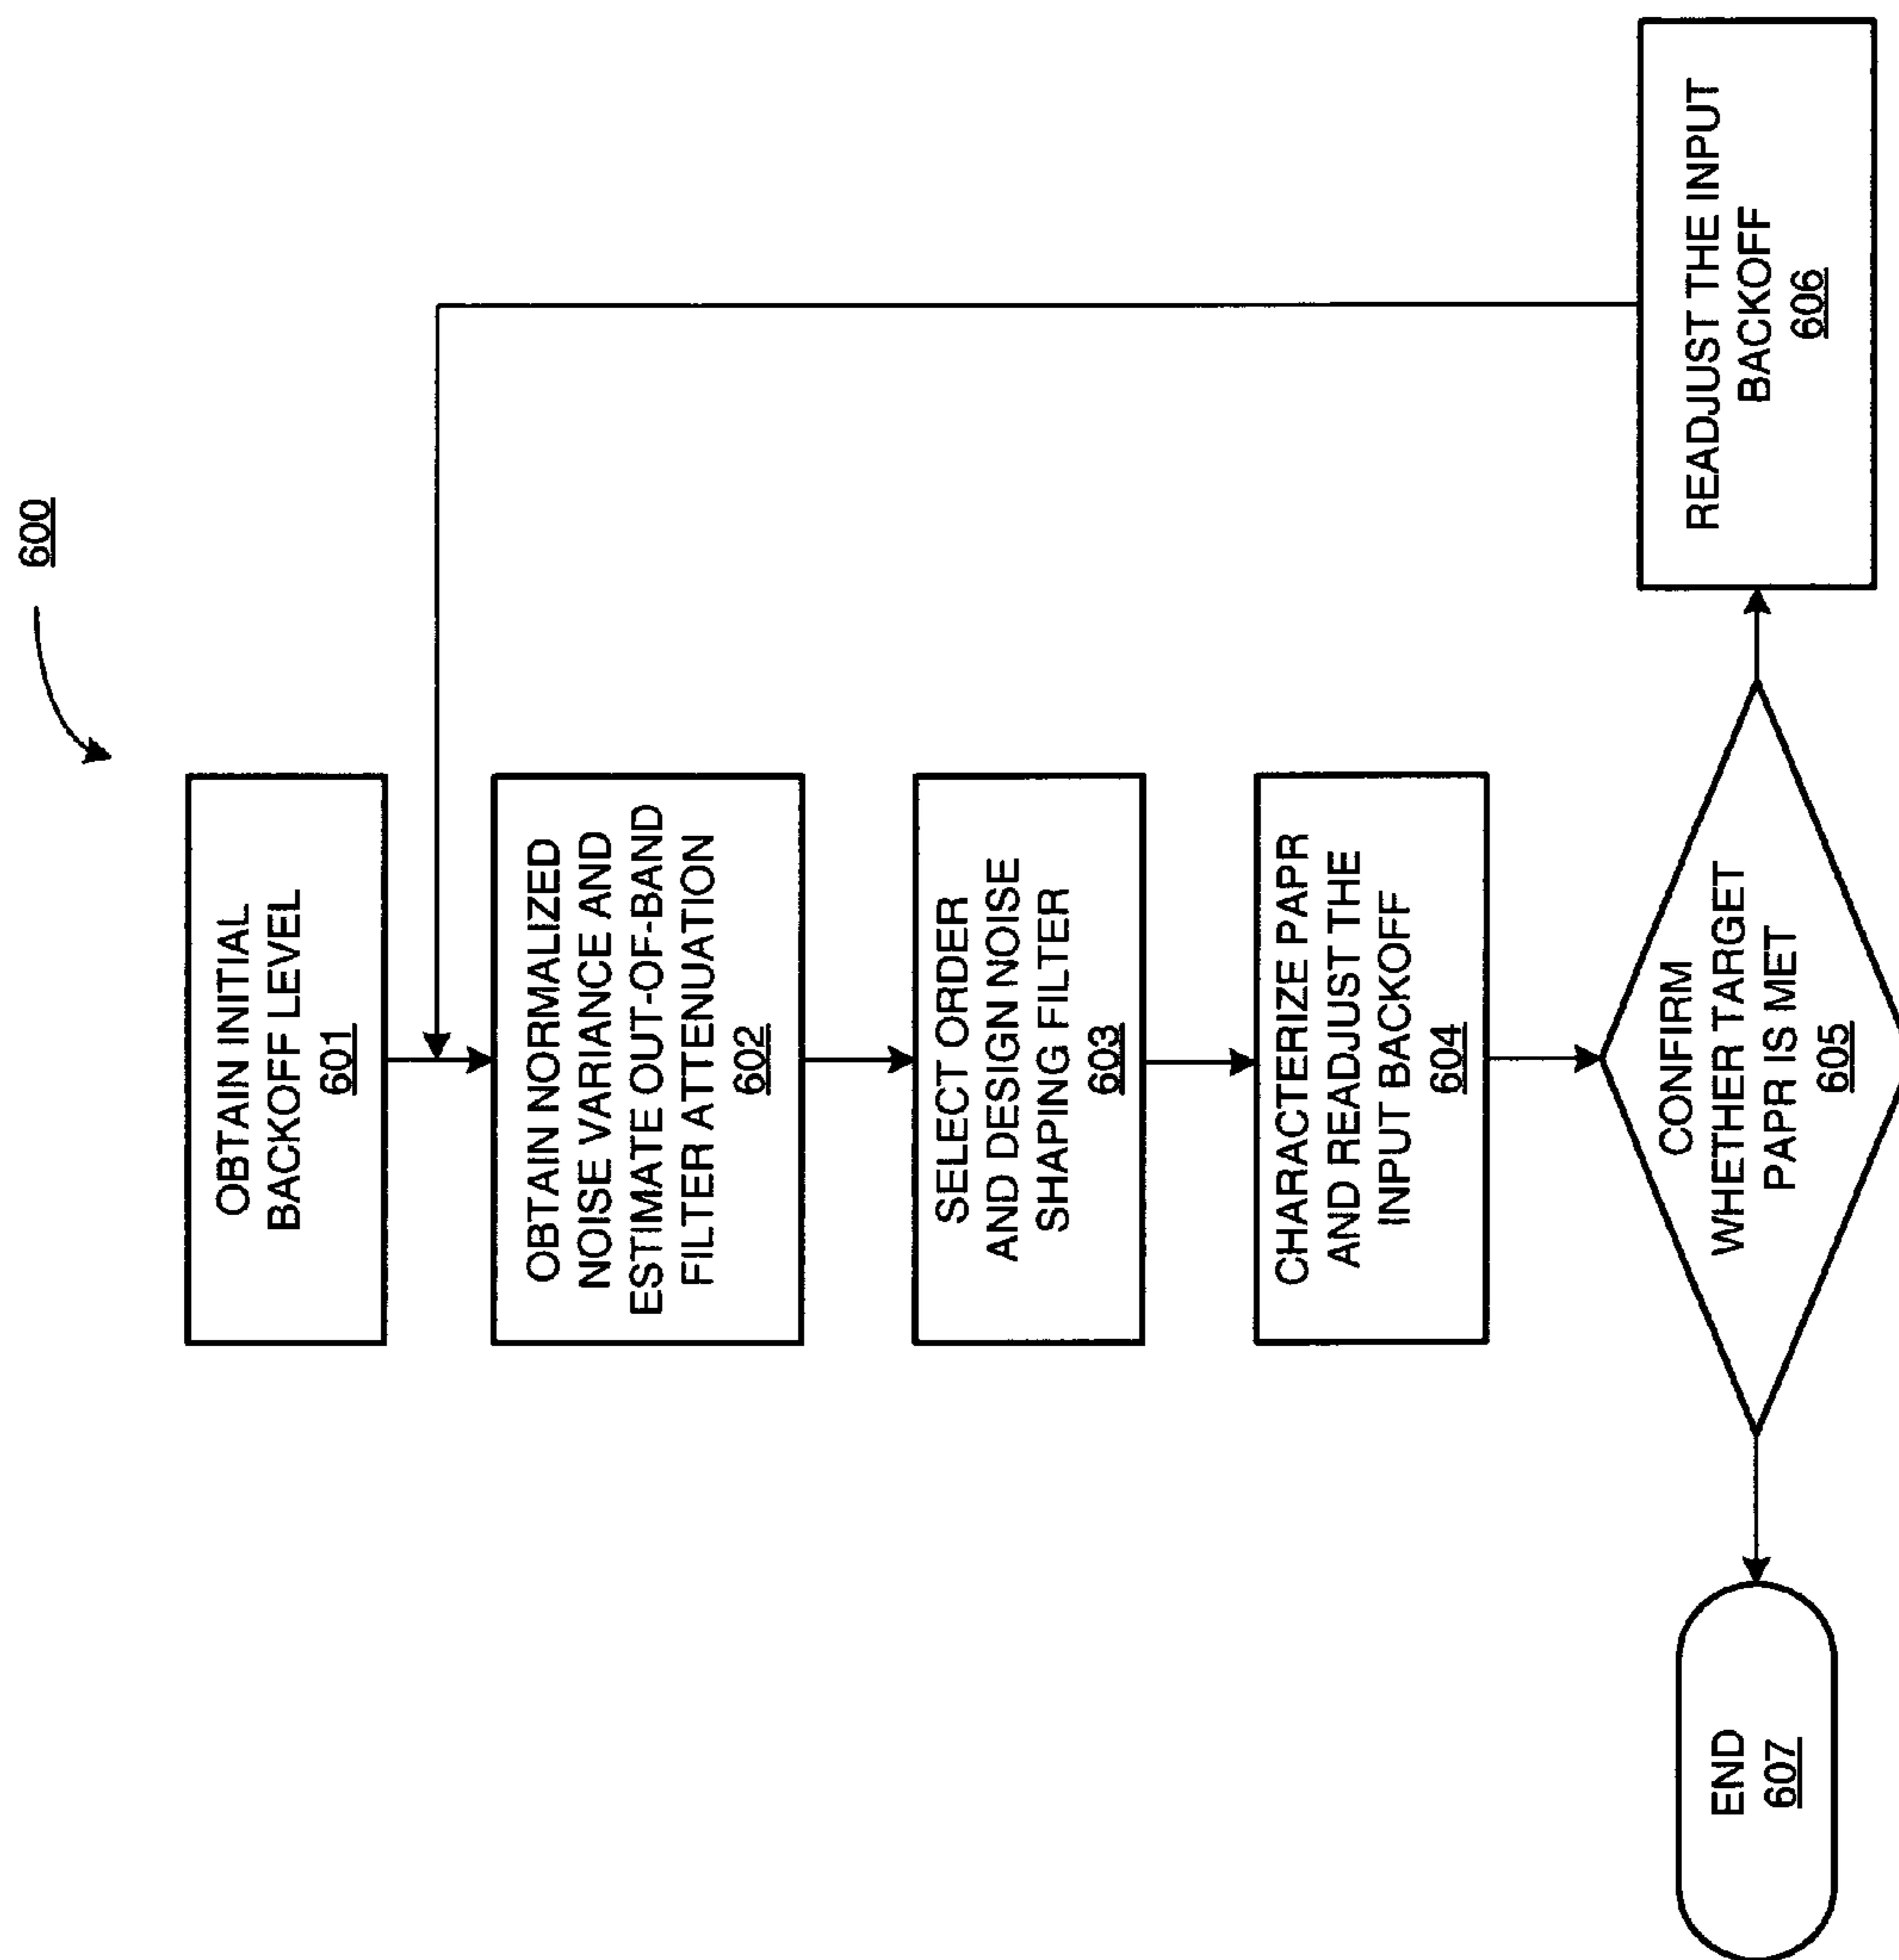 600
OBTAIN INITIAL
BACKOFF LEVEL
601
OBTAIN NORMALIZED
NOISE VARIANCE AND
ESTIMATE OUT-OF-BAND
FILTER ATTENUATION
602
SELECT ORDER
AND DESIGN NOISE
SHAPING FILTER
603
CHARACTERIZE PAPR
AND READJUST THE
INPUT BACKOFF
604
CONFIRM
WHETHER TARGET
PAPR IS MET
605
READJUST THE INPUT
BACKOFF
606
END
607